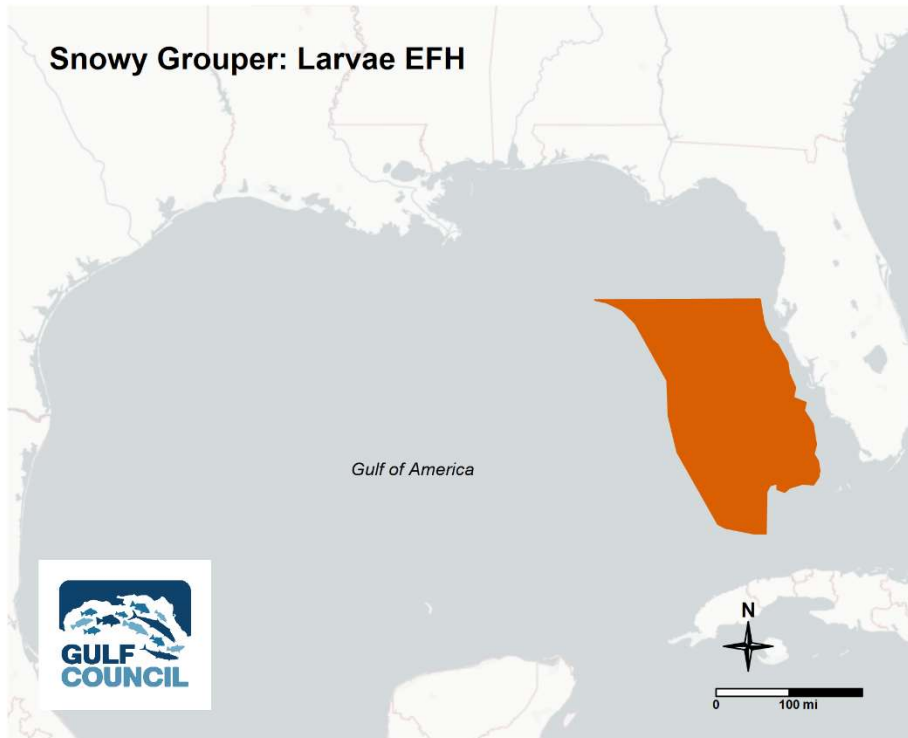 Snowy Grouper: Larvae EFH
Gulf of America
GULF
COUNCIL
N
0 100 mi